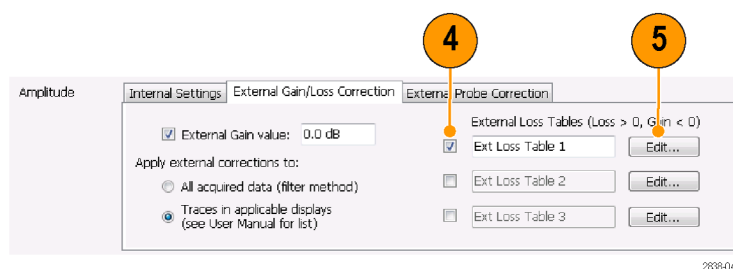 4 5
Amplitude
Internal Settings External Gain/Loss Correction External Probe Correction
External Loss Tables (Loss > 0, Gain < 0)
External Gain value: 0.0 dB
Ext Loss Table 1 Edit...
Apply external corrections to:
All acquired data (filter method)
Ext Loss Table 2 Edit...
Traces in applicable displays
(see User Manual for list)
Ext Loss Table 3 Edit...
2838-04